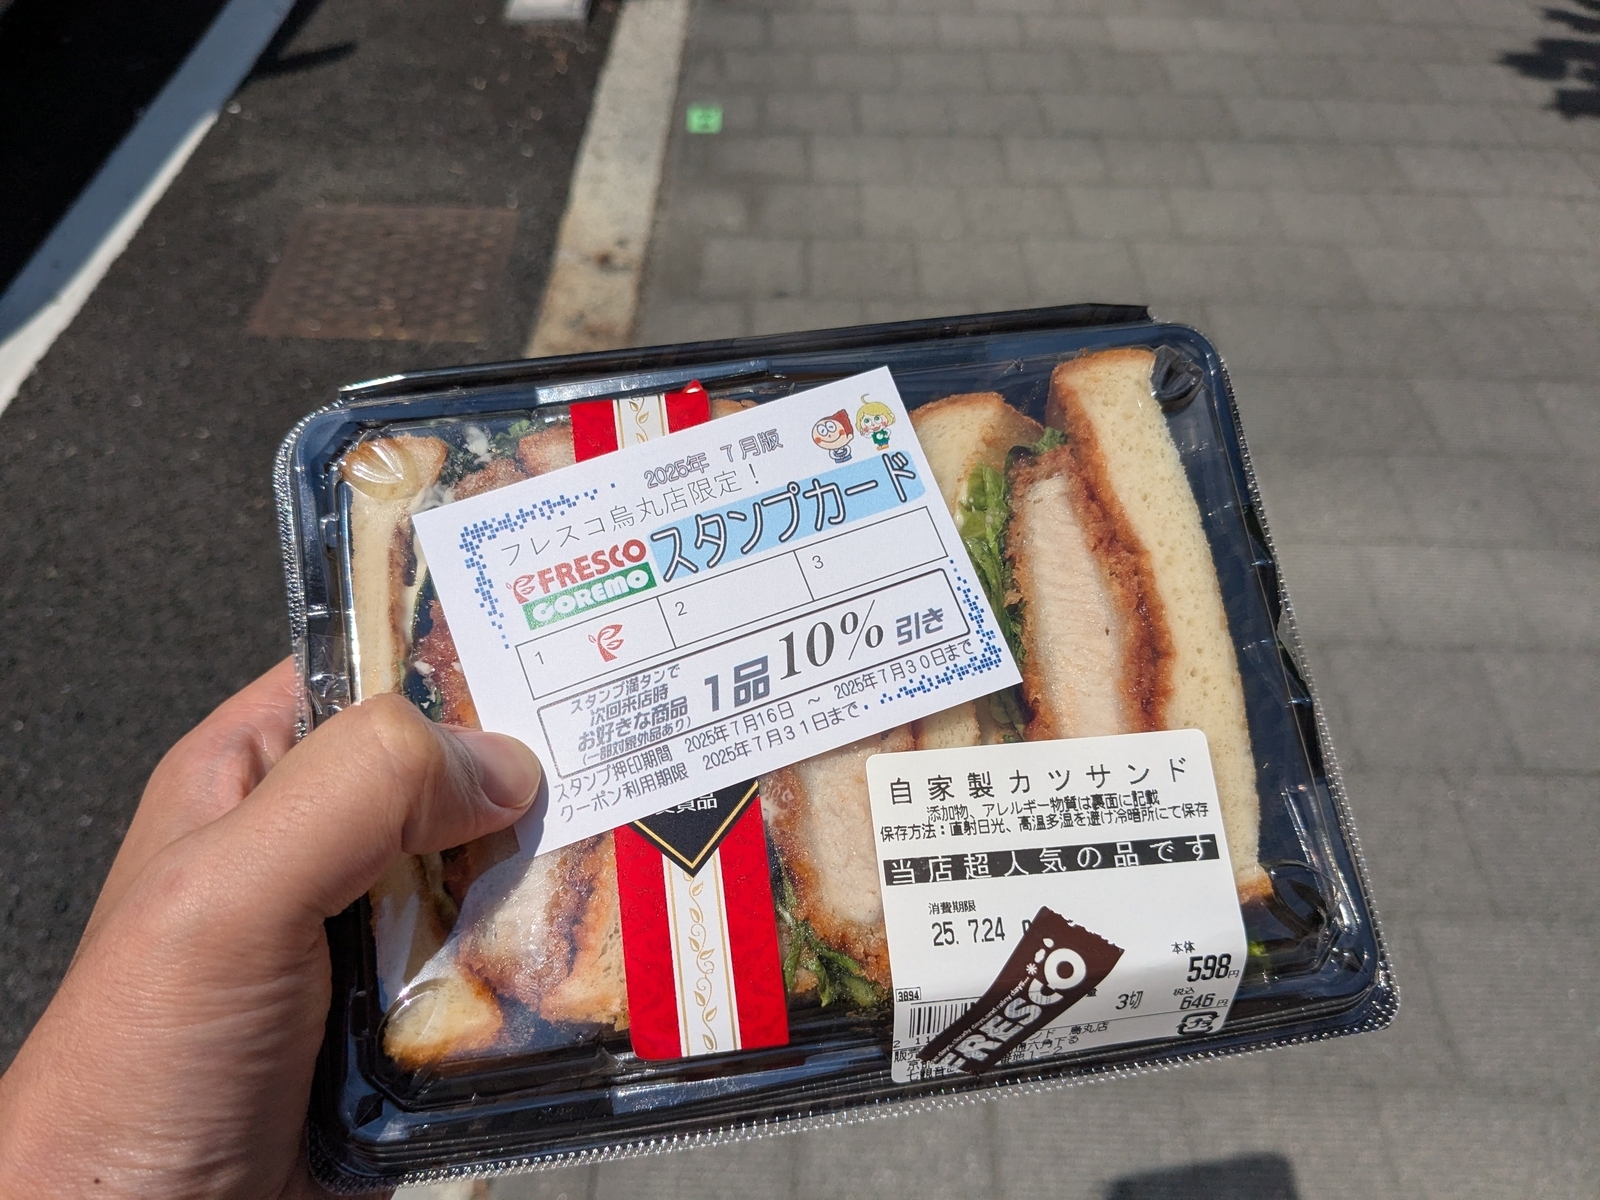 2025年 7月版
フレスコ烏丸店限定！
FRESCO
COREMO
スタンプカード
1
2
3
スタンプ満タンで
次回来店時
お好きな商品
(一部対象外品あり)
1品10%引き
スタンプ押印期間 2025年7月16日 ～ 2025年7月30日まで
クーポン利用期限 2025年7月31日まで
自家製カツサンド
添加物、アレルギー物質は裏面に記載
保存方法：直射日光、高温多湿を避け冷暗所にて保存
当店超人気の品です
消費期限
25. 7.24
本体
598円
3切
税込
646円
3894
烏丸店
FRESCO